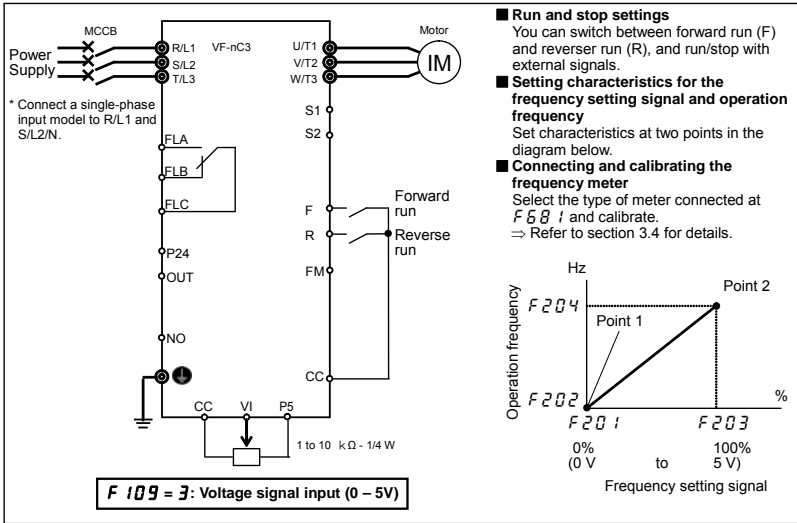 MCCB
Power
Supply
R/L1
S/L2
T/L3
VF-nC3
U/T1
V/T2
W/T3
Motor
IM
* Connect a single-phase
input model to R/L1 and
S/L2/N.
S1
S2
FLA
FLB
FLC
F
Forward
run
R
Reverse
run
P24
OUT
FM
NO
CC
CC
VI
P5
1 to 10 kΩ - 1/4 W
F109 = 3: Voltage signal input (0 – 5V)
■ Run and stop settings
You can switch between forward run (F)
and reverser run (R), and run/stop with
external signals.
■ Setting characteristics for the
frequency setting signal and operation
frequency
Set characteristics at two points in the
diagram below.
■ Connecting and calibrating the
frequency meter
Select the type of meter connected at
F681 and calibrate.
⇒ Refer to section 3.4 for details.
Hz
Operation frequency
F204
Point 2
Point 1
F202
%
F201
F203
0%
100%
(0 V to 5 V)
Frequency setting signal